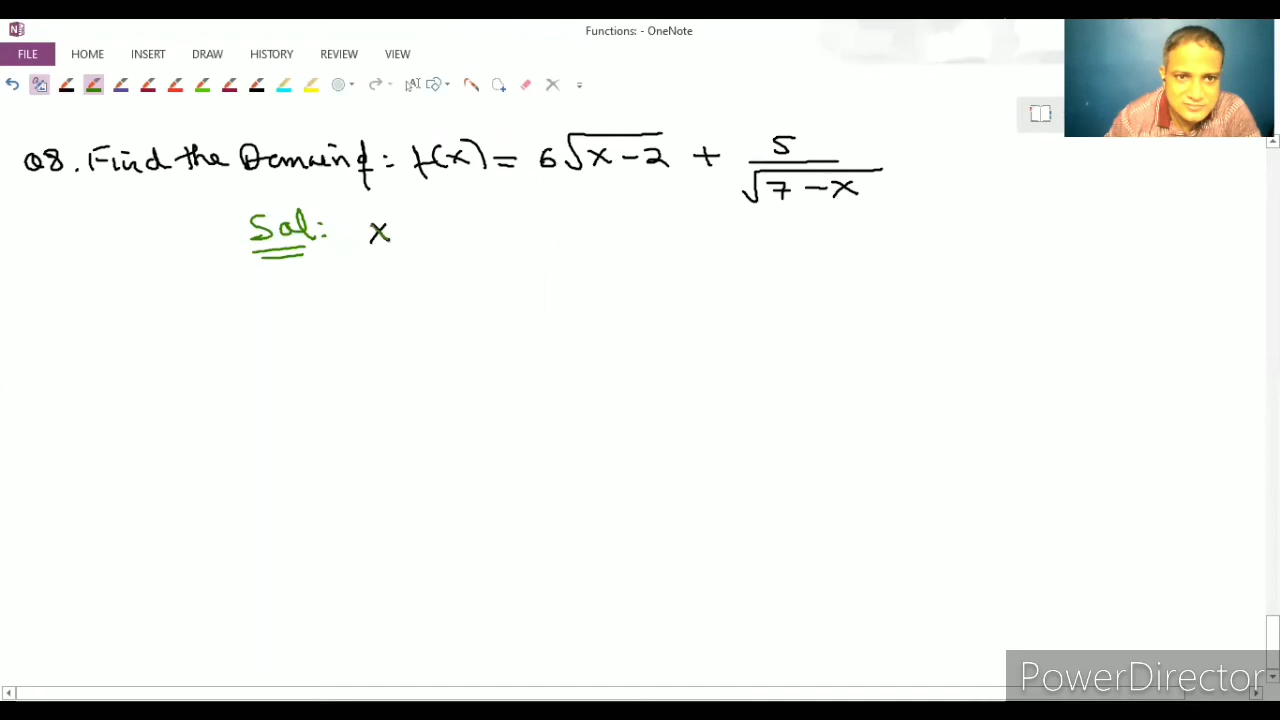 Functions: - OneNote
FILE HOME INSERT DRAW HISTORY REVIEW VIEW
Q8. Find the Domain of : f(x) = 6√(x-2) + 5/√(7-x)
Sol: x
PowerDirector